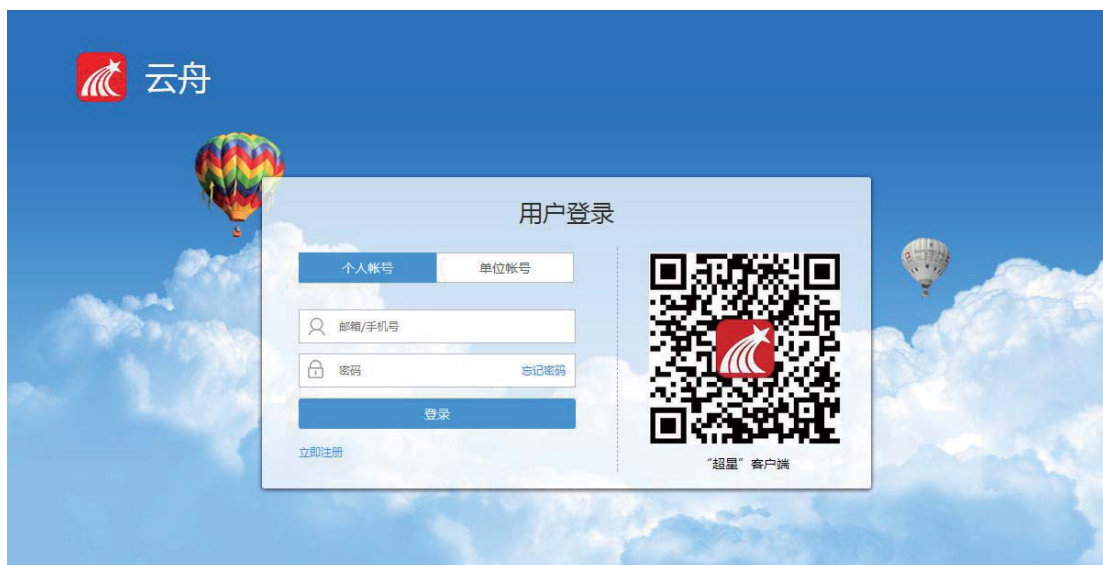 云舟
用户登录
个人帐号
单位帐号
邮箱/手机号
密码
忘记密码
登录
立即注册
“超星”客户端